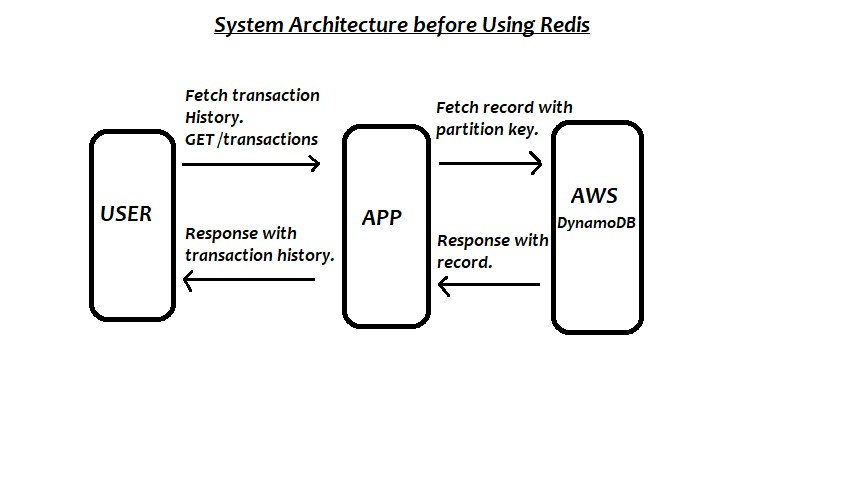 System Architecture before Using Redis
Fetch transaction
History.
GET /transactions
Fetch record with
partition key.
USER
APP
AWS
DynamoDB
Response with
transaction history.
Response with
record.